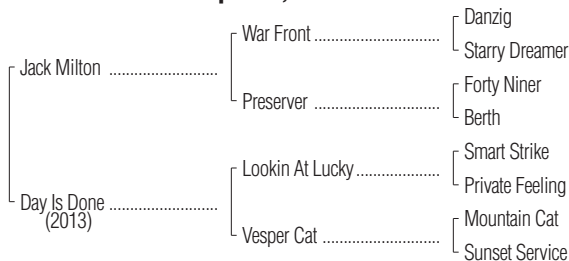 Danzig
War Front
Starry Dreamer
Jack Milton
Forty Niner
Preserver
Berth
Smart Strike
Lookin At Lucky
Private Feeling
Day Is Done
(2013)
Mountain Cat
Vesper Cat
Sunset Service